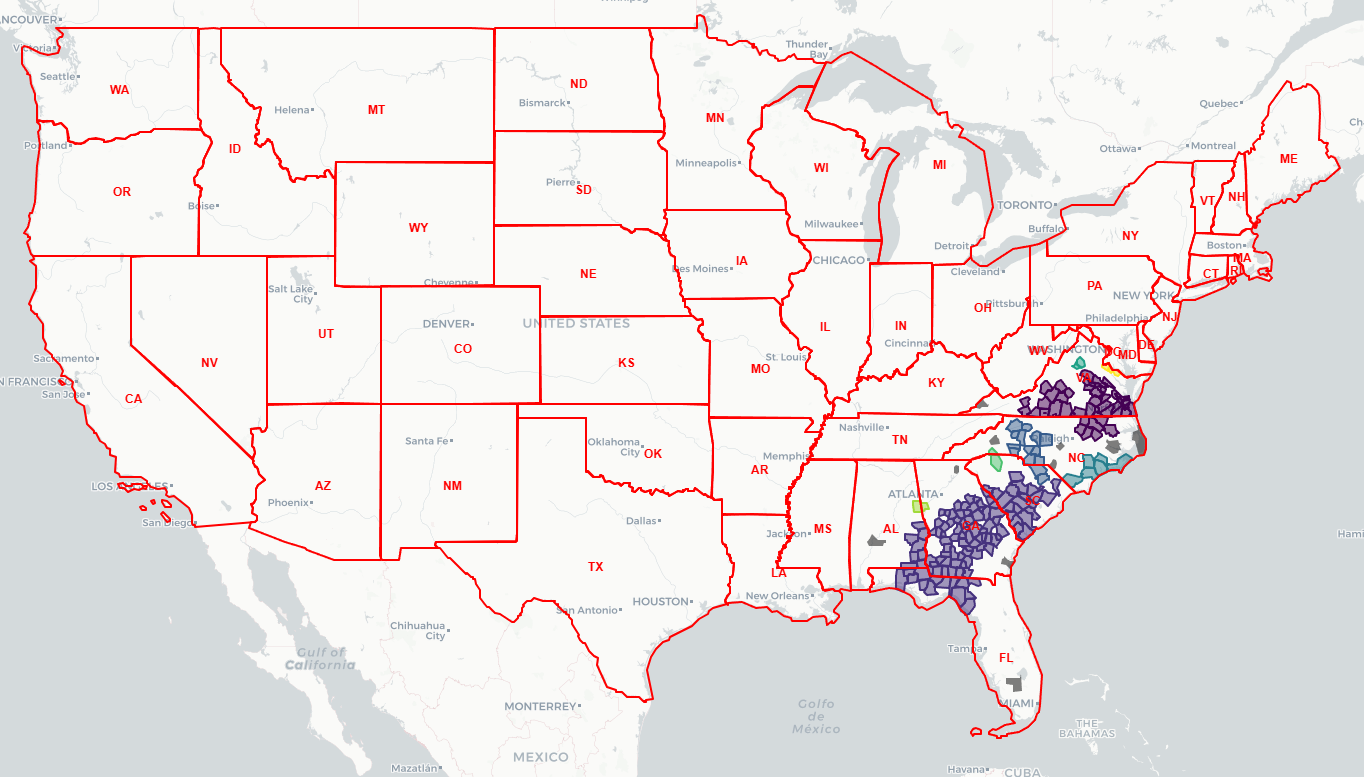 Winnipeg
VANCOUVER
Victoria
Seattle
WA
Helena
MT
ND
Bismarck
MN
Thunder
Bay
Quebec
Ottawa
Montreal
ME
Portland
OR
ID
Boise
Pierre
SD
Minneapolis
WI
MI
VT
NH
TORONTO
Buffalo
NY
WY
Milwaukee
Detroit
Boston
MA
CT
RI
CHICAGO
Cleveland
IA
Des Moines
NE
Cheyenne
Salt Lake
City
PA
Pittsburgh
NEW YORK
NJ
Philadelphia
OH
IN
IL
Cincinnati
DENVER
CO
UNITED STATES
UT
NV
Sacramento
SAN FRANCISCO
San Jose
CA
KS
MO
St. Louis
KY
WV
WASHINGTON
DC
MD
DE
VA
Nashville
TN
Raleigh
NC
Santa Fe
NM
Oklahoma
City
OK
AR
Memphis
LOS ANGELES
San Diego
AZ
Phoenix
Dallas
Jackson
MS
AL
ATLANTA
GA
SC
TX
LA
New Orleans
HOUSTON
San Antonio
Chihuahua
City
Gulf of
California
MONTERREY
MEXICO
Mazatlán
Golfo
de
México
Tampa
FL
MIAMI
THE
BAHAMAS
Havana
CUBA